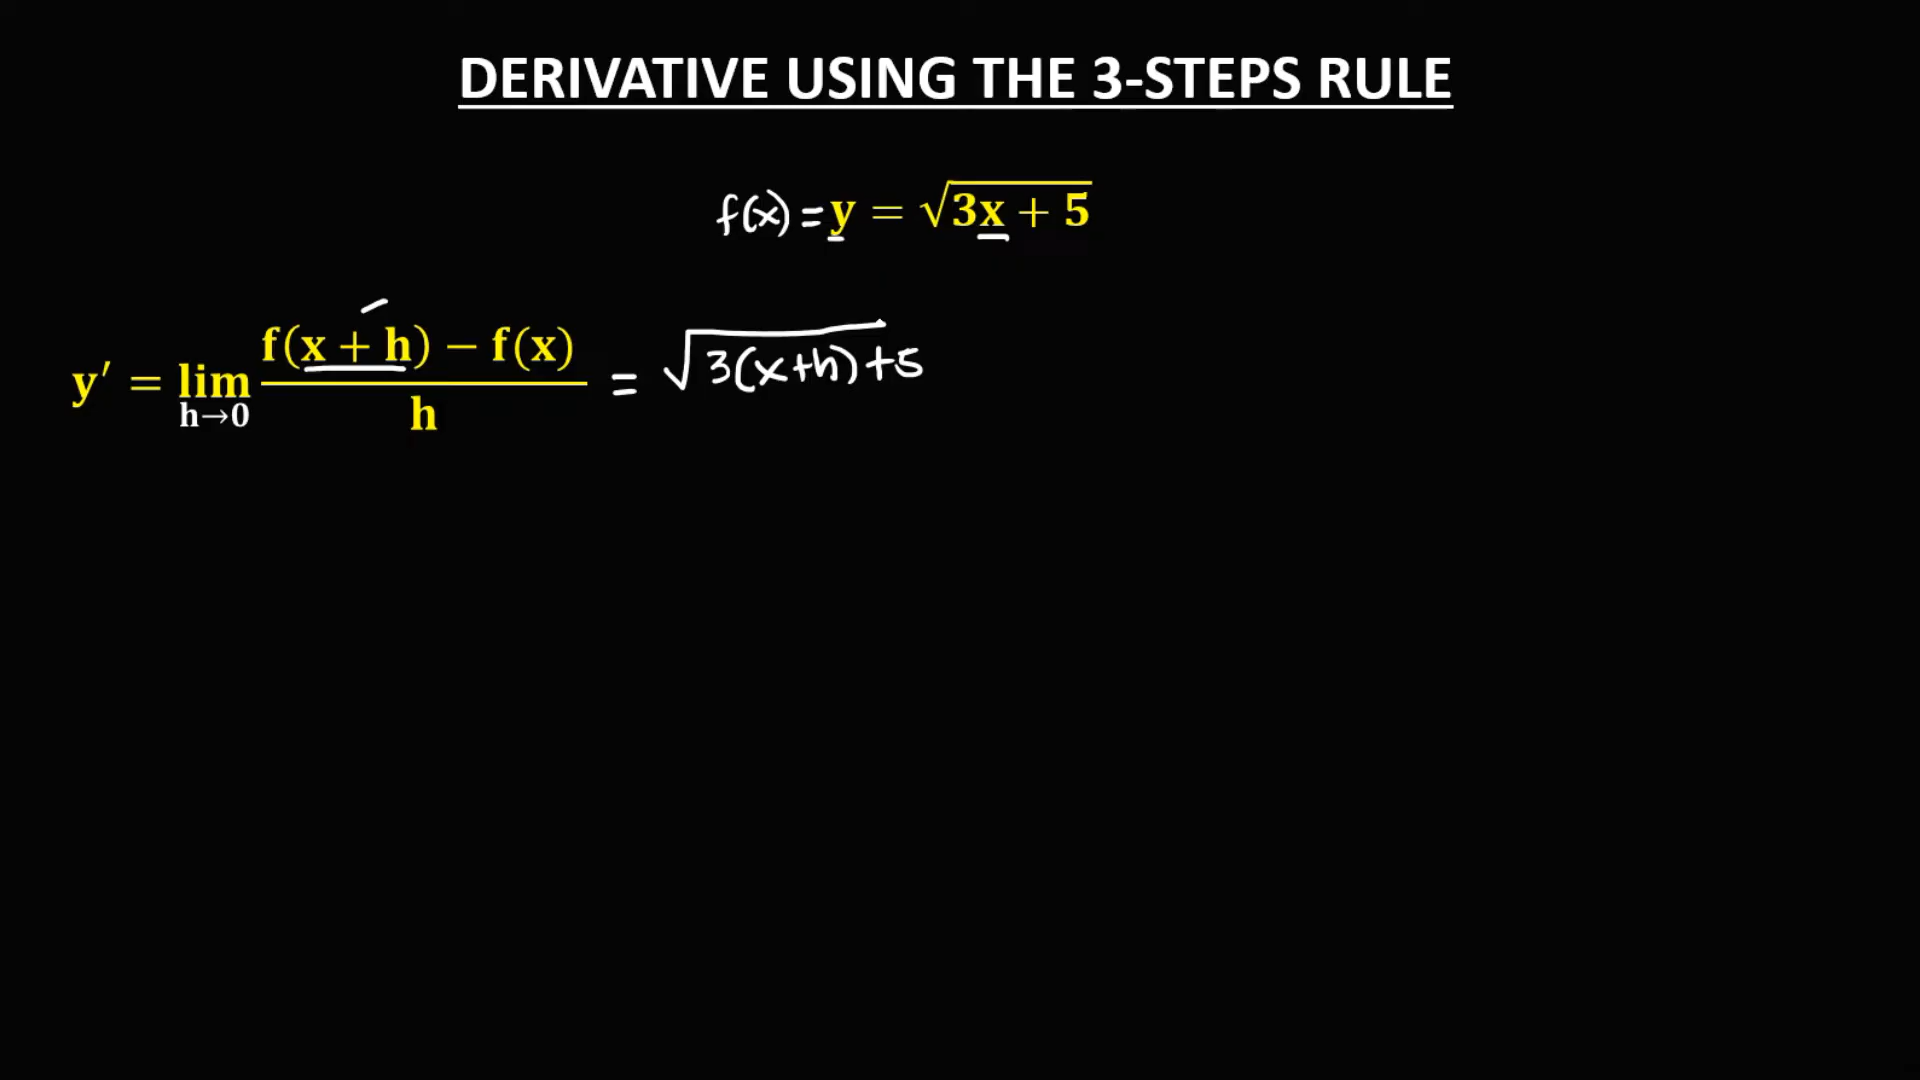 DERIVATIVE USING THE 3-STEPS RULE
f(x) = y = √3x + 5
y′ = lim h→0 f(x + h) − f(x) / h = √3(x+h)+5